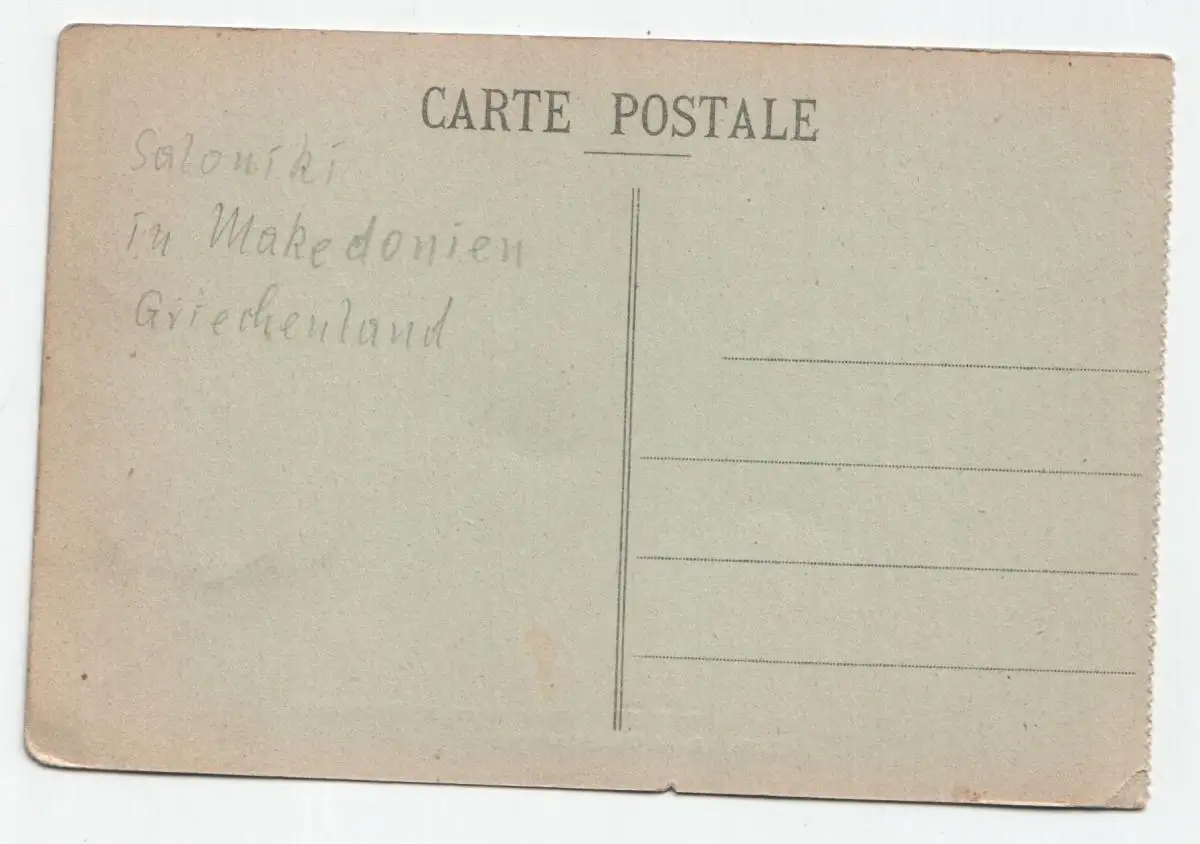 CARTE POSTALE
Saloniki
in Makedonien
Griechenland